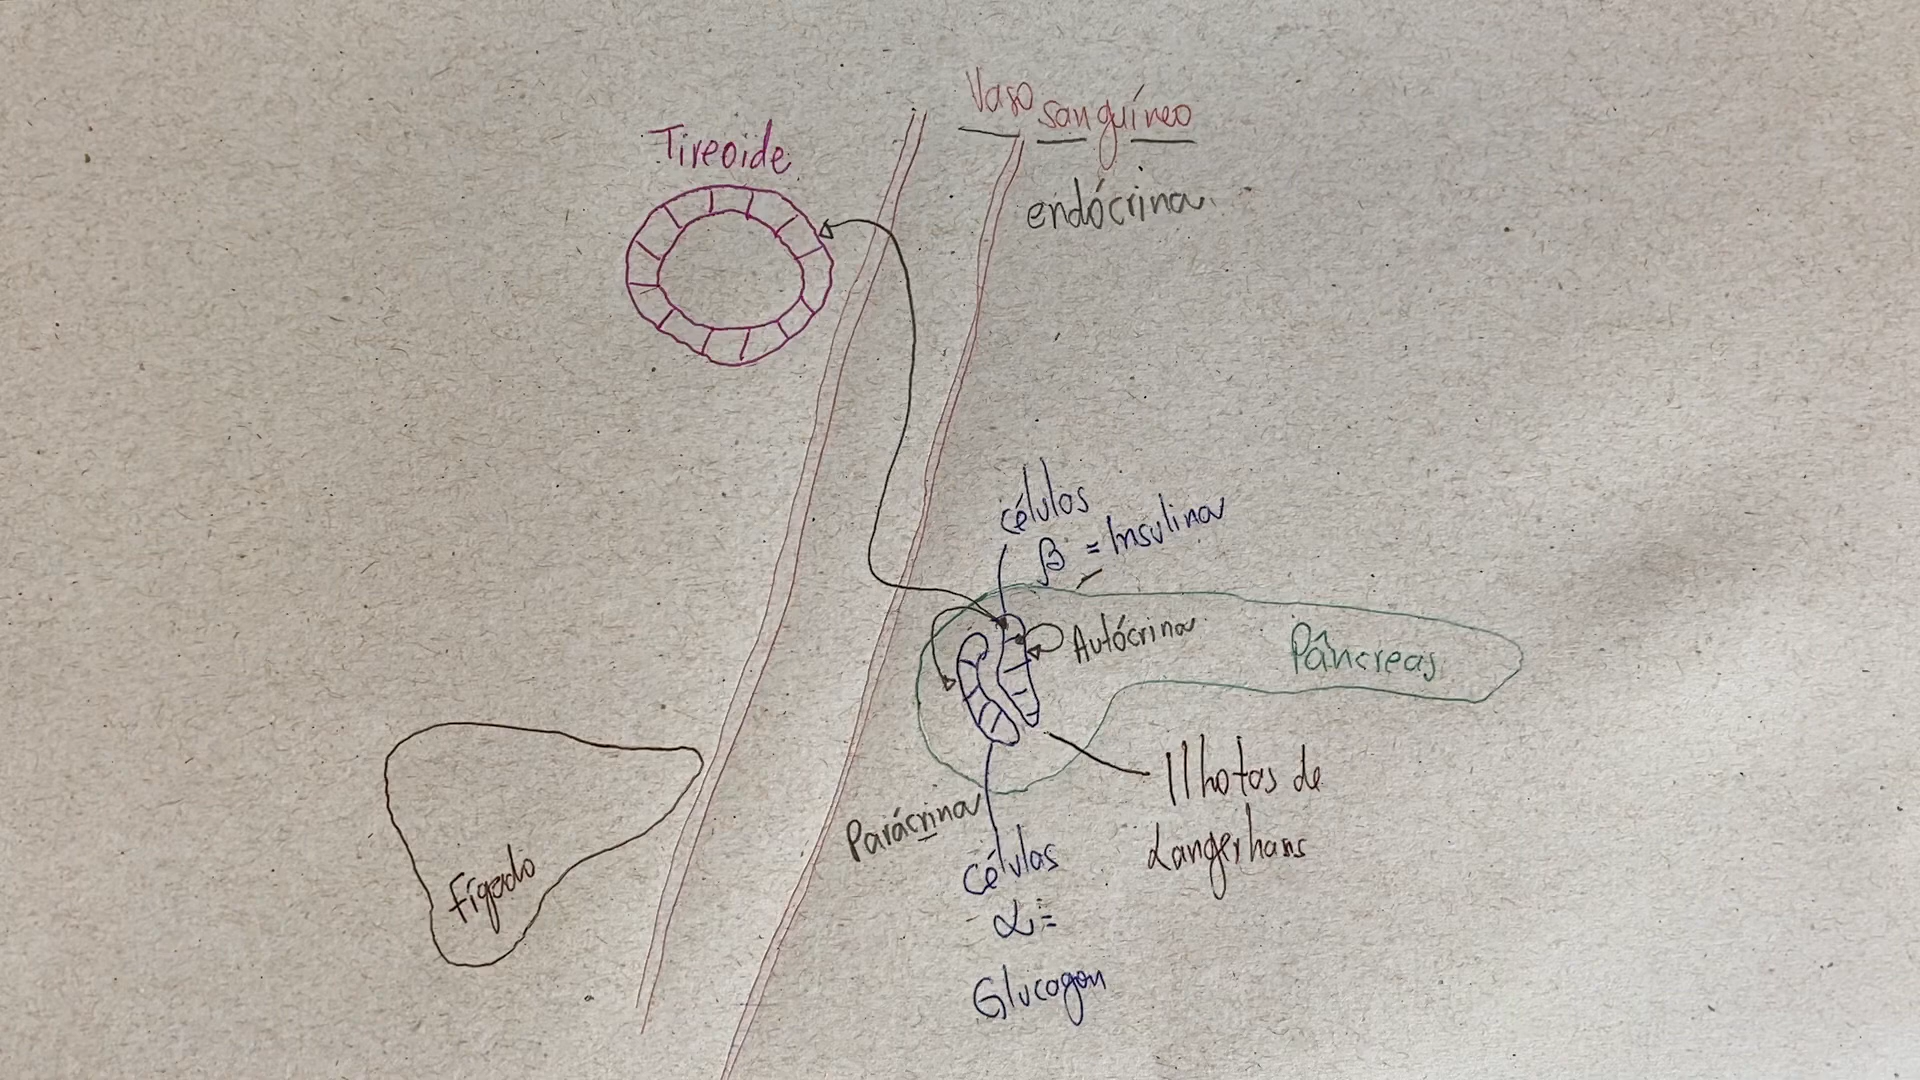 Vaso sanguíneo
Tireoide
endócrina
células
β = Insulina
Autócrina
Pâncreas
Ilhotas de
Langerhans
Parácrina
células
α =
Glucagon
Fígado